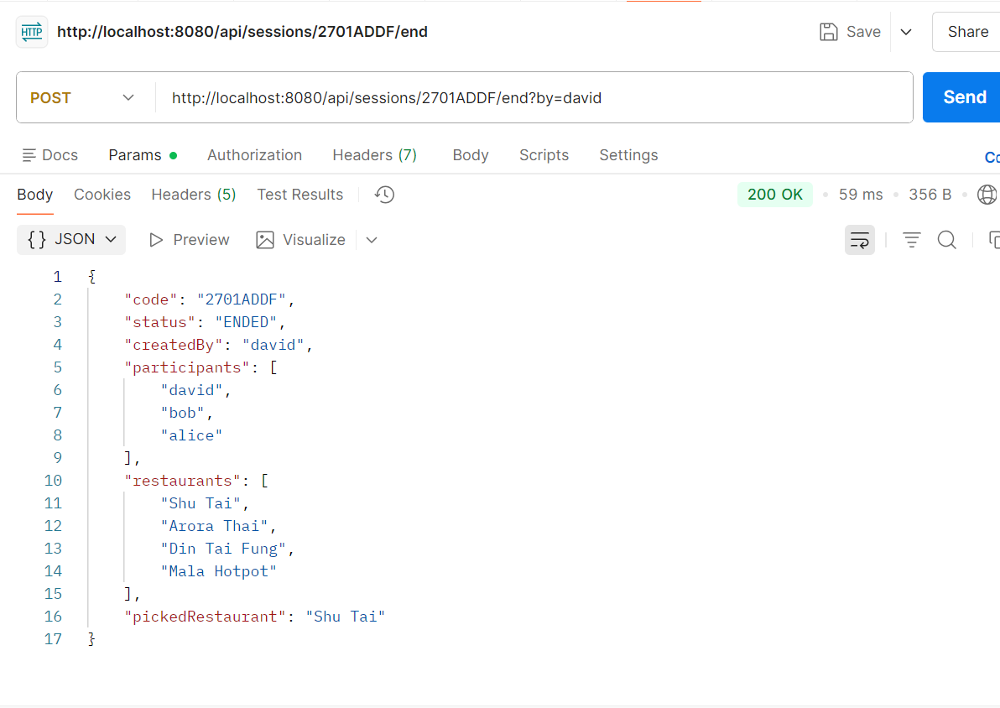 HTTP http://localhost:8080/api/sessions/2701ADDF/end Save Share
POST http://localhost:8080/api/sessions/2701ADDF/end?by=david Send
Docs Params Authorization Headers (7) Body Scripts Settings Co
Body Cookies Headers (5) Test Results 200 OK • 59 ms • 356 B •
{} JSON Preview Visualize
1 {
2 "code": "2701ADDF",
3 "status": "ENDED",
4 "createdBy": "david",
5 "participants": [
6 "david",
7 "bob",
8 "alice"
9 ],
10 "restaurants": [
11 "Shu Tai",
12 "Arora Thai",
13 "Din Tai Fung",
14 "Mala Hotpot"
15 ],
16 "pickedRestaurant": "Shu Tai"
17 }